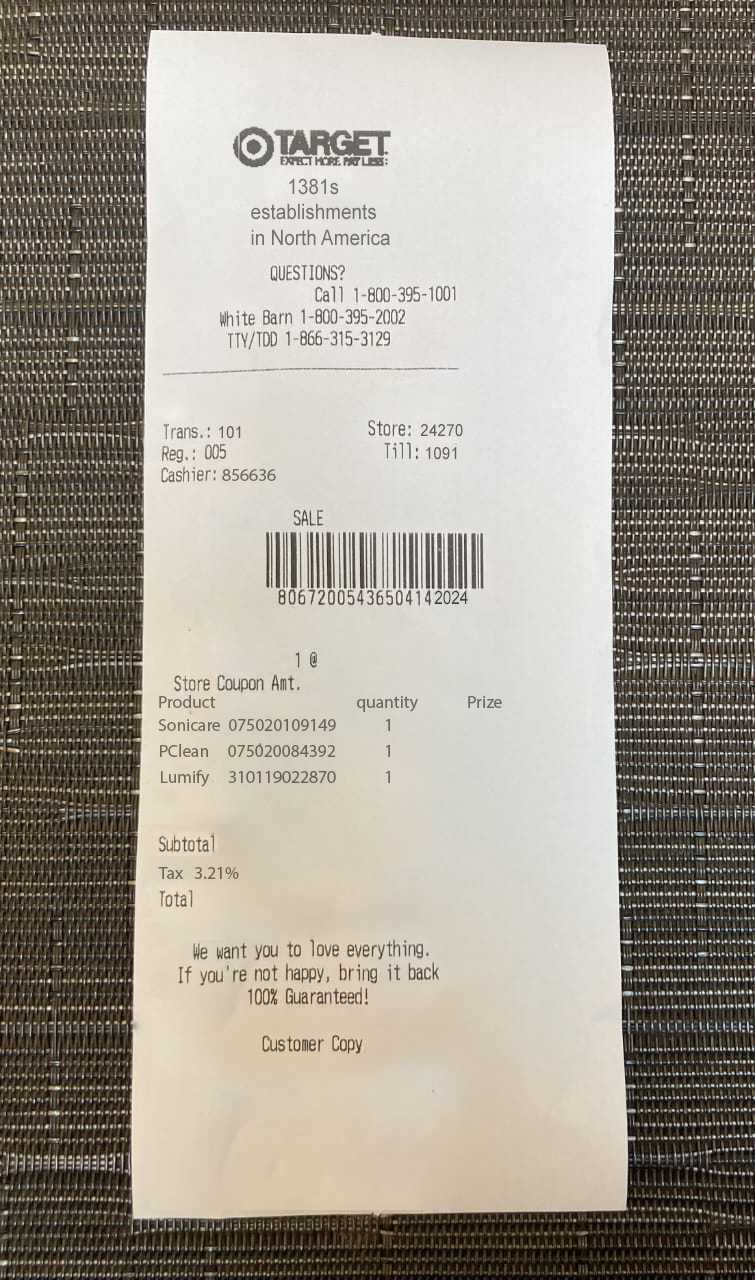 TARGET
EXPECT MORE. PAY LESS:
1381s
establishments
in North America
QUESTIONS?
Call 1-800-395-1001
White Barn 1-800-395-2002
TTY/TDD 1-866-315-3129
Trans.: 101 Store: 24270
Reg.: 005 Till: 1091
Cashier: 856636
SALE
80672005436504142024
1 @
Store Coupon Amt.
Product quantity Prize
Sonicare 075020109149 1
PClean 075020084392 1
Lumify 310119022870 1
Subtotal
Tax 3.21%
Total
We want you to love everything.
If you're not happy, bring it back
100% Guaranteed!
Customer Copy